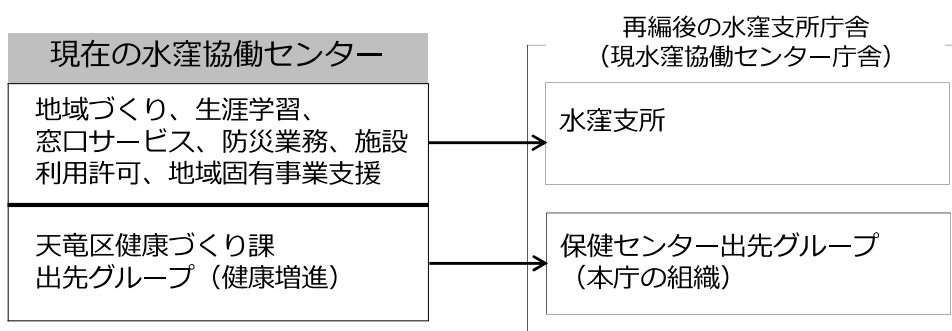 現在の水窪協働センター
地域づくり、生涯学習、
窓口サービス、防災業務、施設
利用許可、地域固有事業支援
天竜区健康づくり課
出先グループ（健康増進）
再編後の水窪支所庁舎
（現水窪協働センター庁舎）
水窪支所
保健センター出先グループ
（本庁の組織）